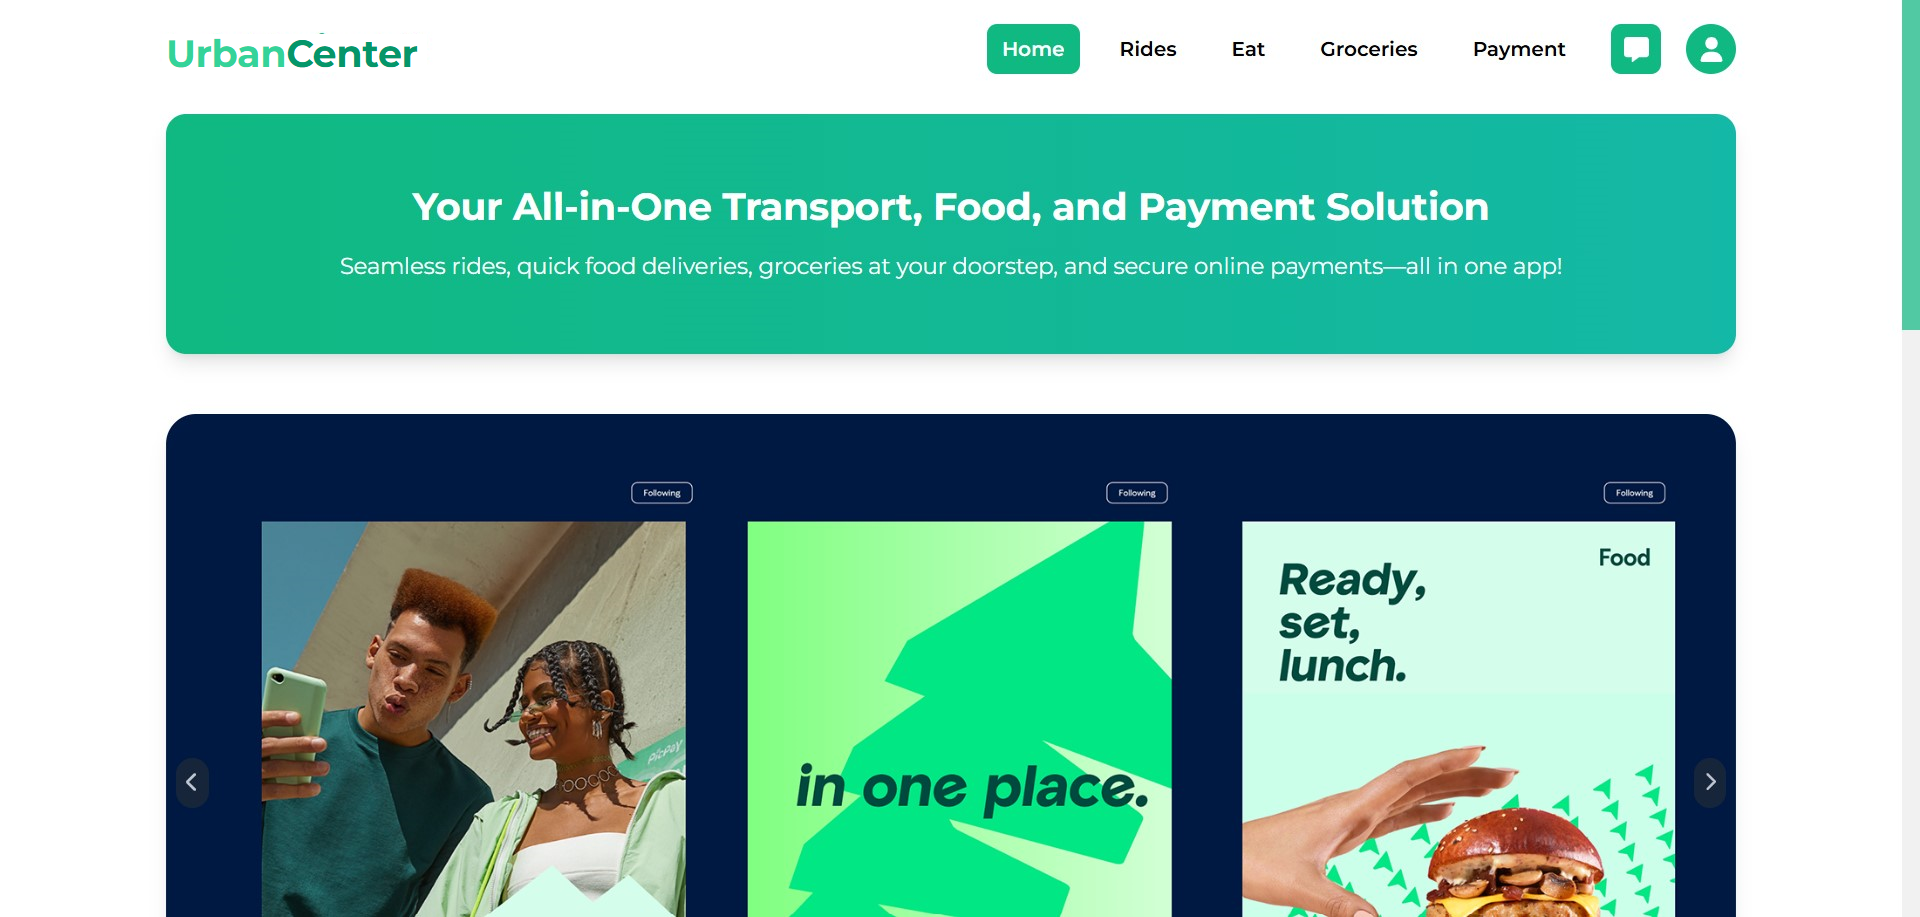 UrbanCenter
Home
Rides
Eat
Groceries
Payment
Your All-in-One Transport, Food, and Payment Solution
Seamless rides, quick food deliveries, groceries at your doorstep, and secure online payments—all in one app!
Following
Following
Following
Food
Ready,
set,
lunch.
in one place.